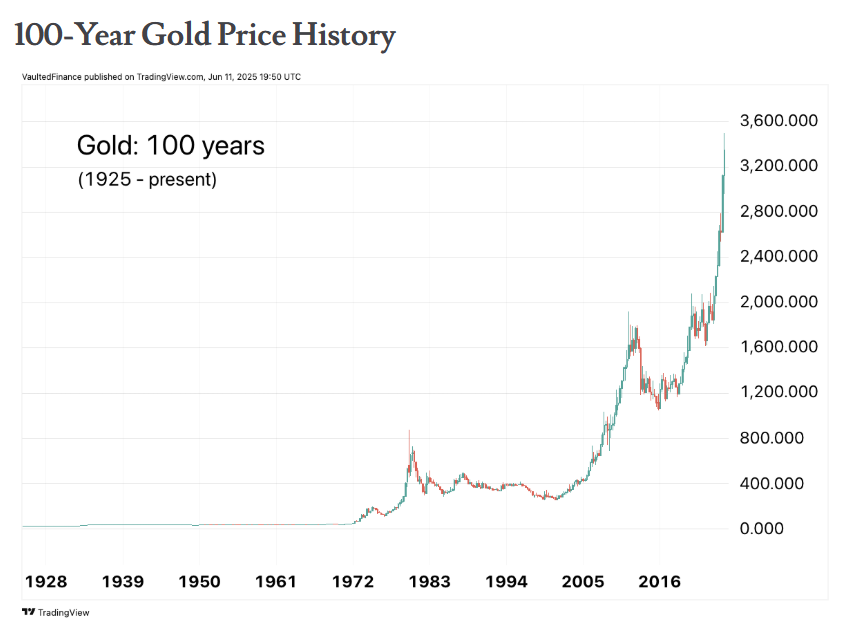 100-Year Gold Price History
VaultedFinance published on TradingView.com, Jun 11, 2025 19:50 UTC
Gold: 100 years
(1925 - present)
3,600.000
3,200.000
2,800.000
2,400.000
2,000.000
1,600.000
1,200.000
800.000
400.000
0.000
1928 1939 1950 1961 1972 1983 1994 2005 2016
TradingView